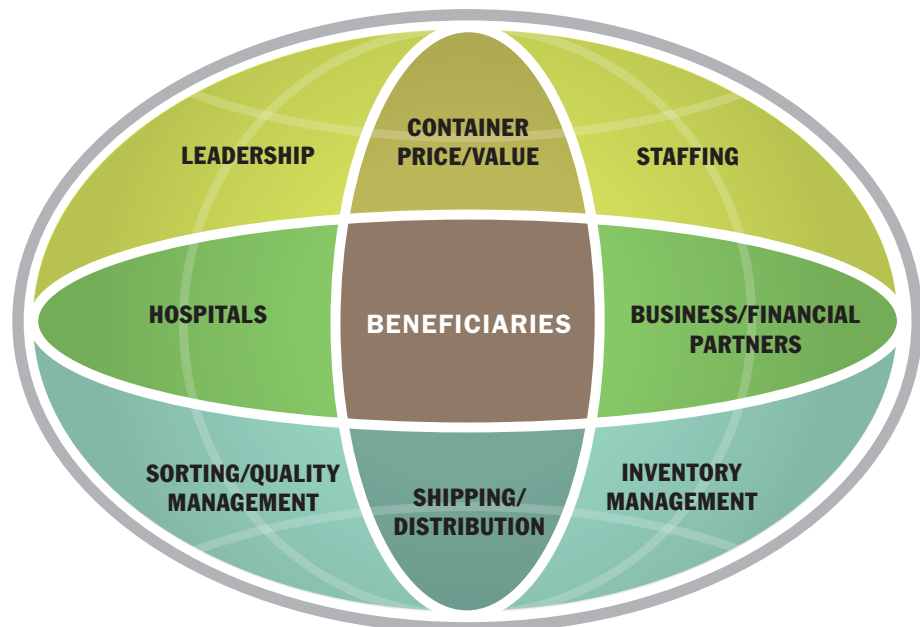 LEADERSHIP
CONTAINER
PRICE/VALUE
STAFFING
HOSPITALS
BENEFICIARIES
BUSINESS/FINANCIAL
PARTNERS
SORTING/QUALITY
MANAGEMENT
SHIPPING/
DISTRIBUTION
INVENTORY
MANAGEMENT